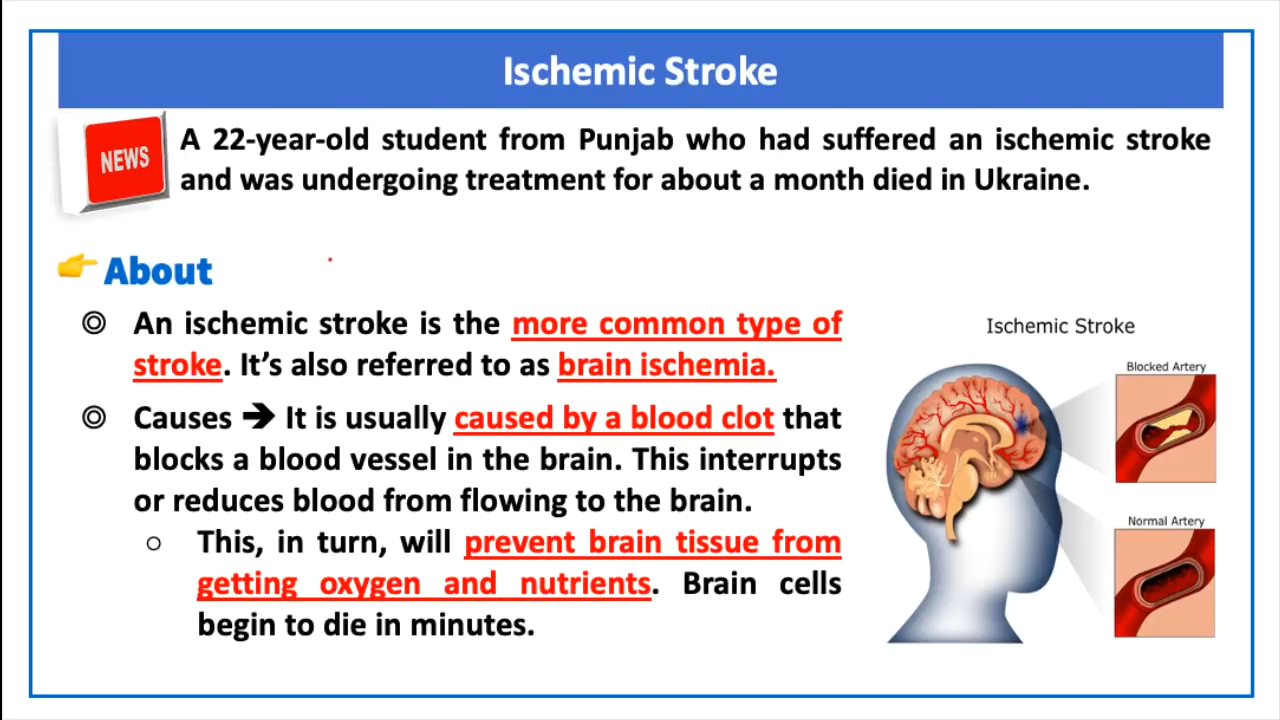 Ischemic Stroke
NEWS
A 22-year-old student from Punjab who had suffered an ischemic stroke
and was undergoing treatment for about a month died in Ukraine.
👉 About
◎ An ischemic stroke is the more common type of
stroke. It’s also referred to as brain ischemia.
◎ Causes ➔ It is usually caused by a blood clot that
blocks a blood vessel in the brain. This interrupts
or reduces blood from flowing to the brain.
○ This, in turn, will prevent brain tissue from
getting oxygen and nutrients. Brain cells
begin to die in minutes.
Ischemic Stroke
Blocked Artery
Normal Artery